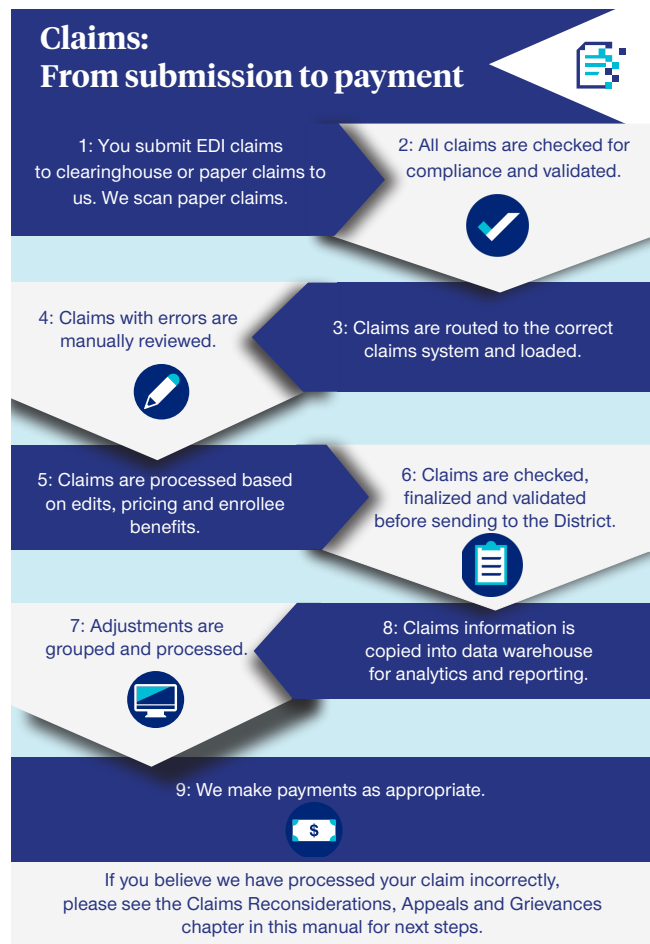 Claims:
From submission to payment
1: You submit EDI claims
to clearinghouse or paper claims to
us. We scan paper claims.
2: All claims are checked for
compliance and validated.
4: Claims with errors are
manually reviewed.
3: Claims are routed to the correct
claims system and loaded.
5: Claims are processed based
on edits, pricing and enrollee
benefits.
6: Claims are checked,
finalized and validated
before sending to the District.
7: Adjustments are
grouped and processed.
8: Claims information is
copied into data warehouse
for analytics and reporting.
9: We make payments as appropriate.
$
If you believe we have processed your claim incorrectly,
please see the Claims Reconsiderations, Appeals and Grievances
chapter in this manual for next steps.